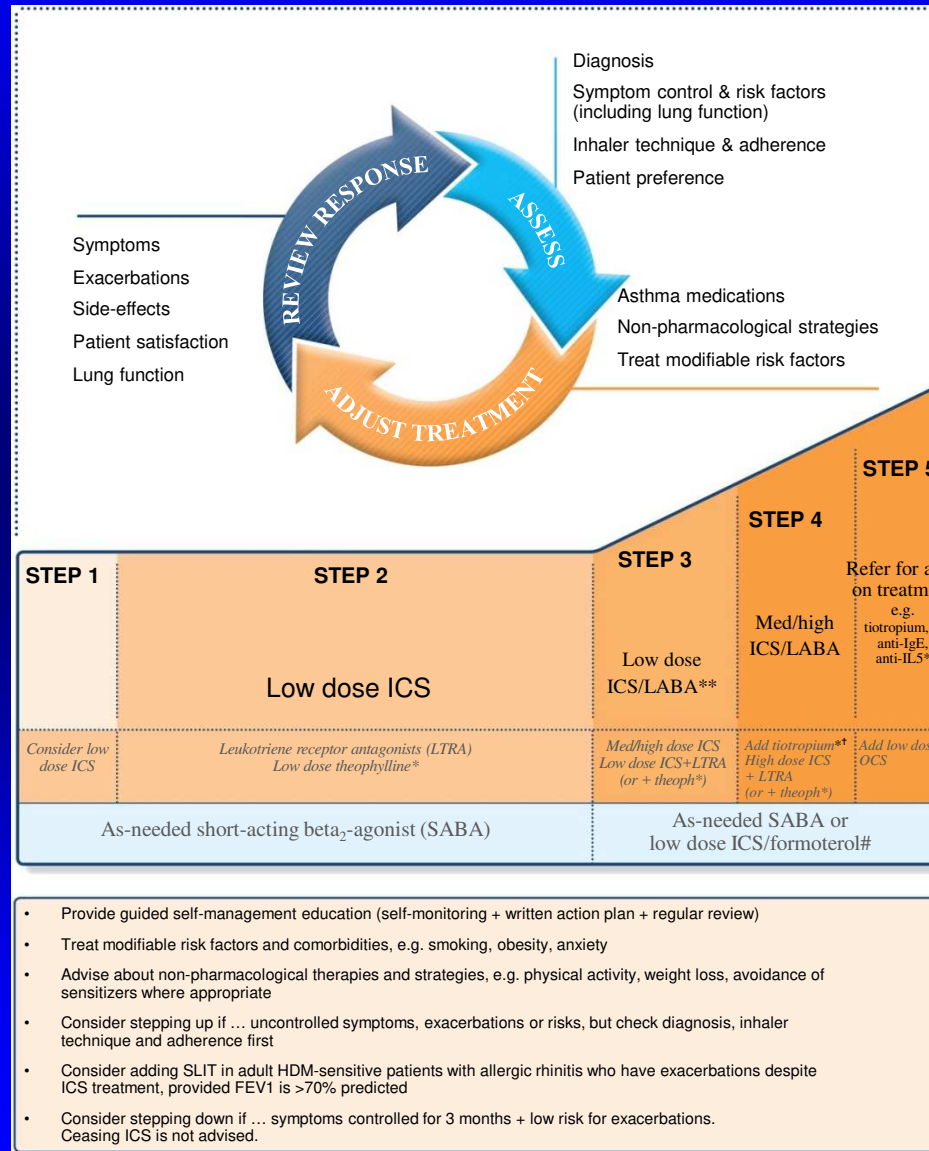 Diagnosis
Symptom control & risk factors
(including lung function)
Inhaler technique & adherence
Patient preference
REVIEW RESPONSE
ASSESS
ADJUST TREATMENT
Symptoms
Exacerbations
Side-effects
Patient satisfaction
Lung function
Asthma medications
Non-pharmacological strategies
Treat modifiable risk factors
STEP 1
STEP 2
STEP 3
STEP 4
STEP 5
Low dose ICS
Low dose
ICS/LABA**
Med/high
ICS/LABA
Refer for
on
e.g.
tiotropium,
anti-IgE,
anti-IL5*
Consider low
dose ICS
Leukotriene receptor antagonists (LTRA)
Low dose theophylline*
Med/high dose ICS
Low dose ICS+LTRA
(or + theoph*)
Add tiotropium*†
High dose ICS
+ LTRA
(or + theoph*)
Add low
OCS
As-needed short-acting beta₂-agonist (SABA)
As-needed SABA or
low dose ICS/formoterol#
• Provide guided self-management education (self-monitoring + written action plan + regular review)
• Treat modifiable risk factors and comorbidities, e.g. smoking, obesity, anxiety
• Advise about non-pharmacological therapies and strategies, e.g. physical activity, weight loss, avoidance of
sensitizers where appropriate
• Consider stepping up if … uncontrolled symptoms, exacerbations or risks, but check diagnosis, inhaler
technique and adherence first
• Consider adding SLIT in adult HDM-sensitive patients with allergic rhinitis who have exacerbations despite
ICS treatment, provided FEV1 is >70% predicted
• Consider stepping down if … symptoms controlled for 3 months + low risk for exacerbations.
Ceasing ICS is not advised.